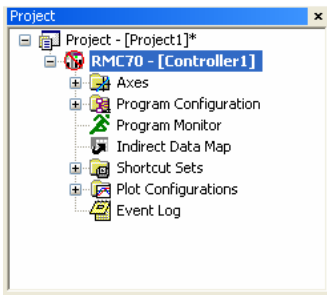 Project
Project - [Project1]*
RMC70 - [Controller1]
Axes
Program Configuration
Program Monitor
Indirect Data Map
Shortcut Sets
Plot Configurations
Event Log